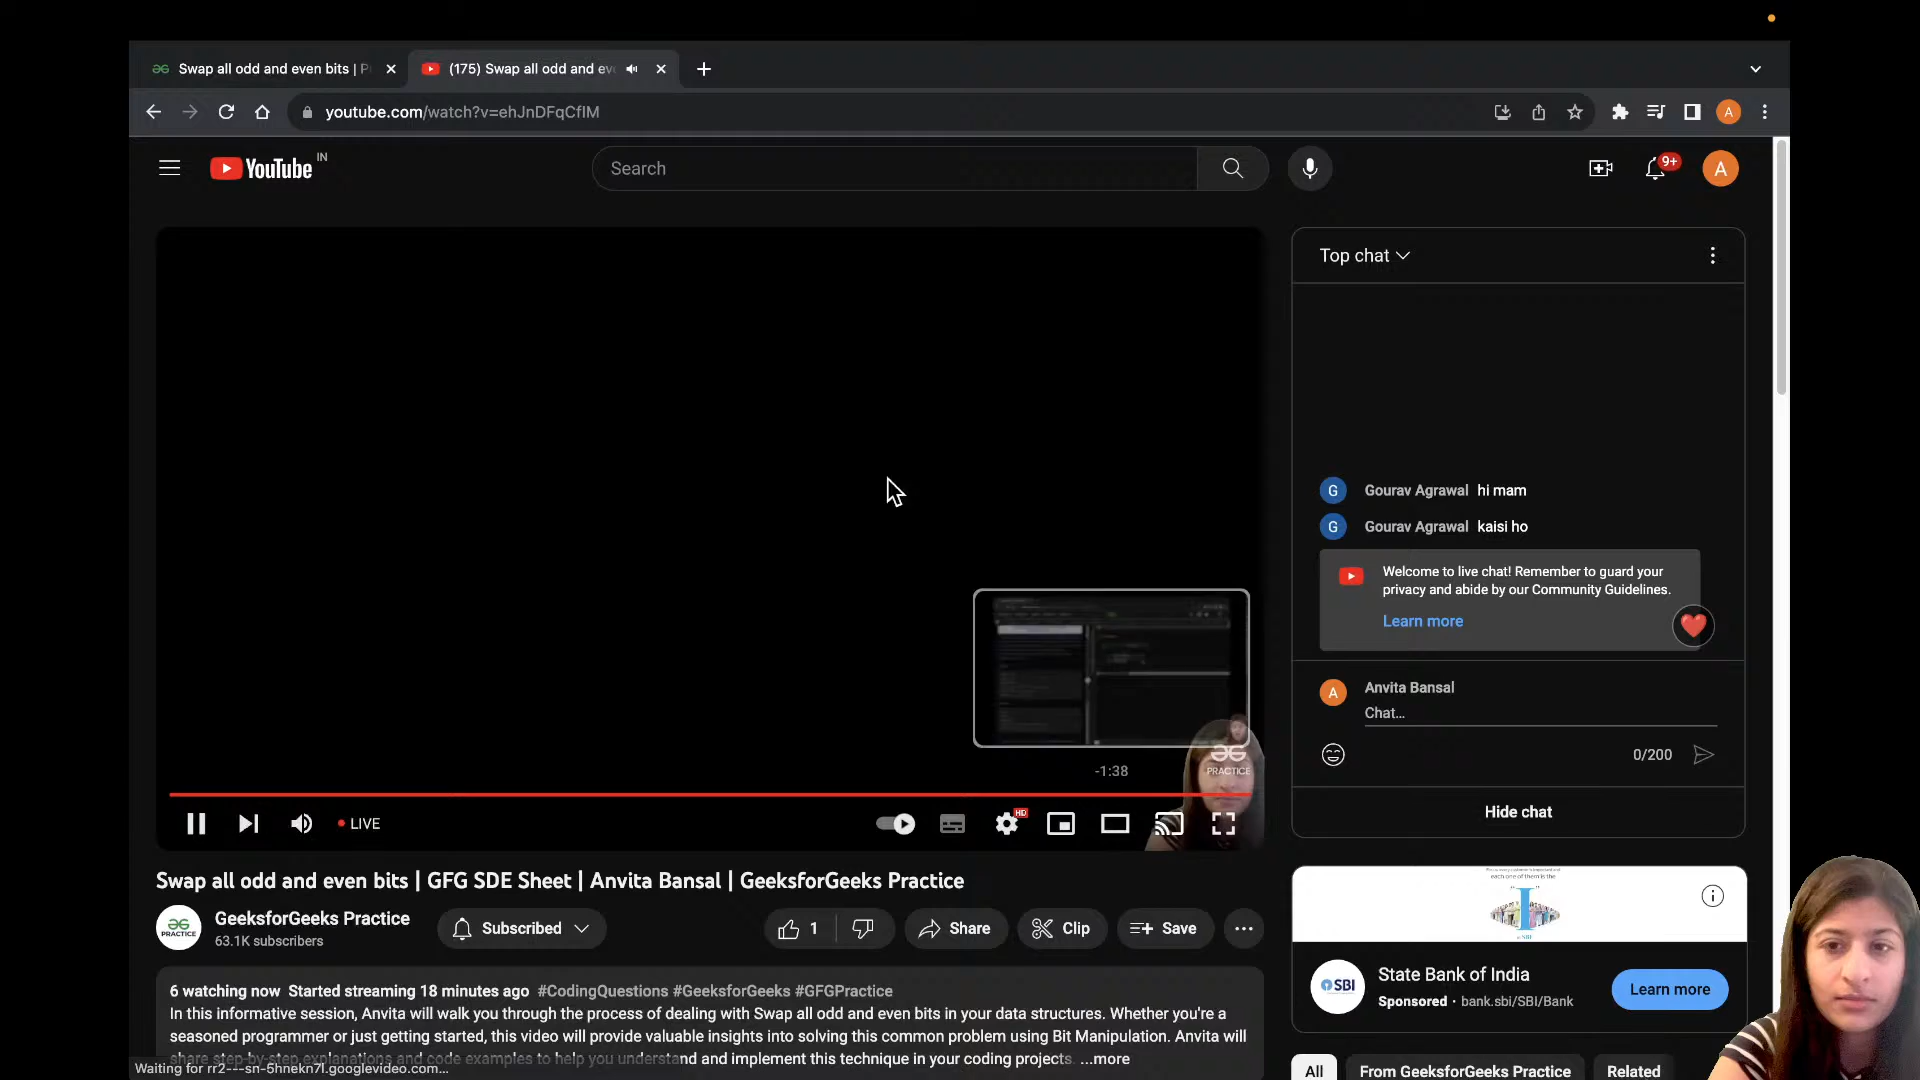 Swap all odd and even bits | P
(175) Swap all odd and eve
youtube.com/watch?v=ehJnDFqCfIM
A
YouTube IN
Search
9+
A
Top chat
G Gourav Agrawal hi mam
G Gourav Agrawal kaisi ho
Welcome to live chat! Remember to guard your
privacy and abide by our Community Guidelines.
Learn more
A Anvita Bansal
Chat...
0/200
Hide chat
-1:38
PRACTICE
LIVE
HD
Swap all odd and even bits | GFG SDE Sheet | Anvita Bansal | GeeksforGeeks Practice
PRACTICE
GeeksforGeeks Practice
63.1K subscribers
Subscribed
1
Share
Clip
Save
6 watching now Started streaming 18 minutes ago #CodingQuestions #GeeksforGeeks #GFGPractice
In this informative session, Anvita will walk you through the process of dealing with Swap all odd and even bits in your data structures. Whether you're a
seasoned programmer or just getting started, this video will provide valuable insights into solving this common problem using Bit Manipulation. Anvita will
share step-by-step explanations and code examples to help you understand and implement this technique in your coding projects. ...more
Waiting for rr2---sn-5hnekn7l.googlevideo.com...
each one of them is the
I
SBI
State Bank of India
Sponsored · bank.sbi/SBI/Bank
Learn more
All
From GeeksforGeeks Practice
Related